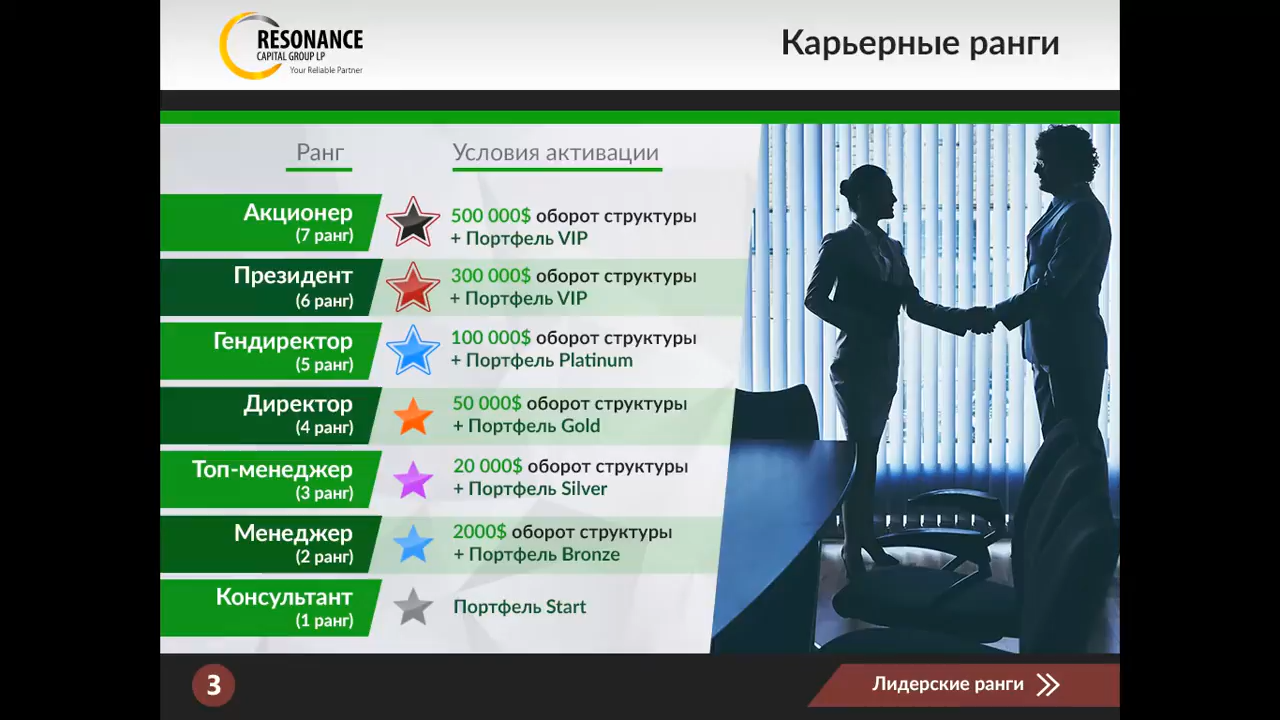 RESONANCE
CAPITAL GROUP LP
Your Reliable Partner
Карьерные ранги
Ранг
Условия активации
Акционер
(7 ранг)
500 000$ оборот структуры
+ Портфель VIP
Президент
(6 ранг)
300 000$ оборот структуры
+ Портфель VIP
Гендиректор
(5 ранг)
100 000$ оборот структуры
+ Портфель Platinum
Директор
(4 ранг)
50 000$ оборот структуры
+ Портфель Gold
Топ-менеджер
(3 ранг)
20 000$ оборот структуры
+ Портфель Silver
Менеджер
(2 ранг)
2000$ оборот структуры
+ Портфель Bronze
Консультант
(1 ранг)
Портфель Start
3
Лидерские ранги